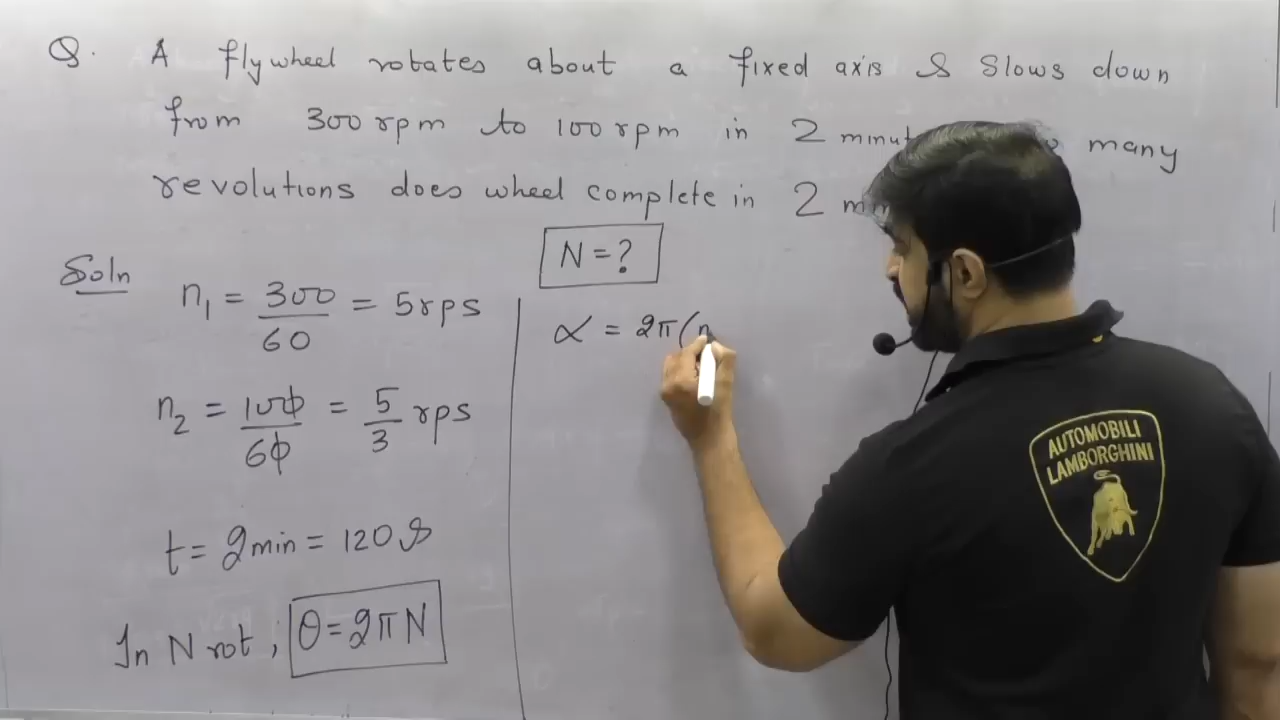 Q. A flywheel rotates about a fixed axis & slows down
from 300 rpm to 100 rpm in 2 many
revolutions does wheel complete in 2
Soln
n₁ = 300/60 = 5 rps
n₂ = 100/60 = 5/3 rps
t = 2 min = 120 s
In N rot, θ = 2πN
N = ?
α = 2π(n
AUTOMOBILI
LAMBORGHINI